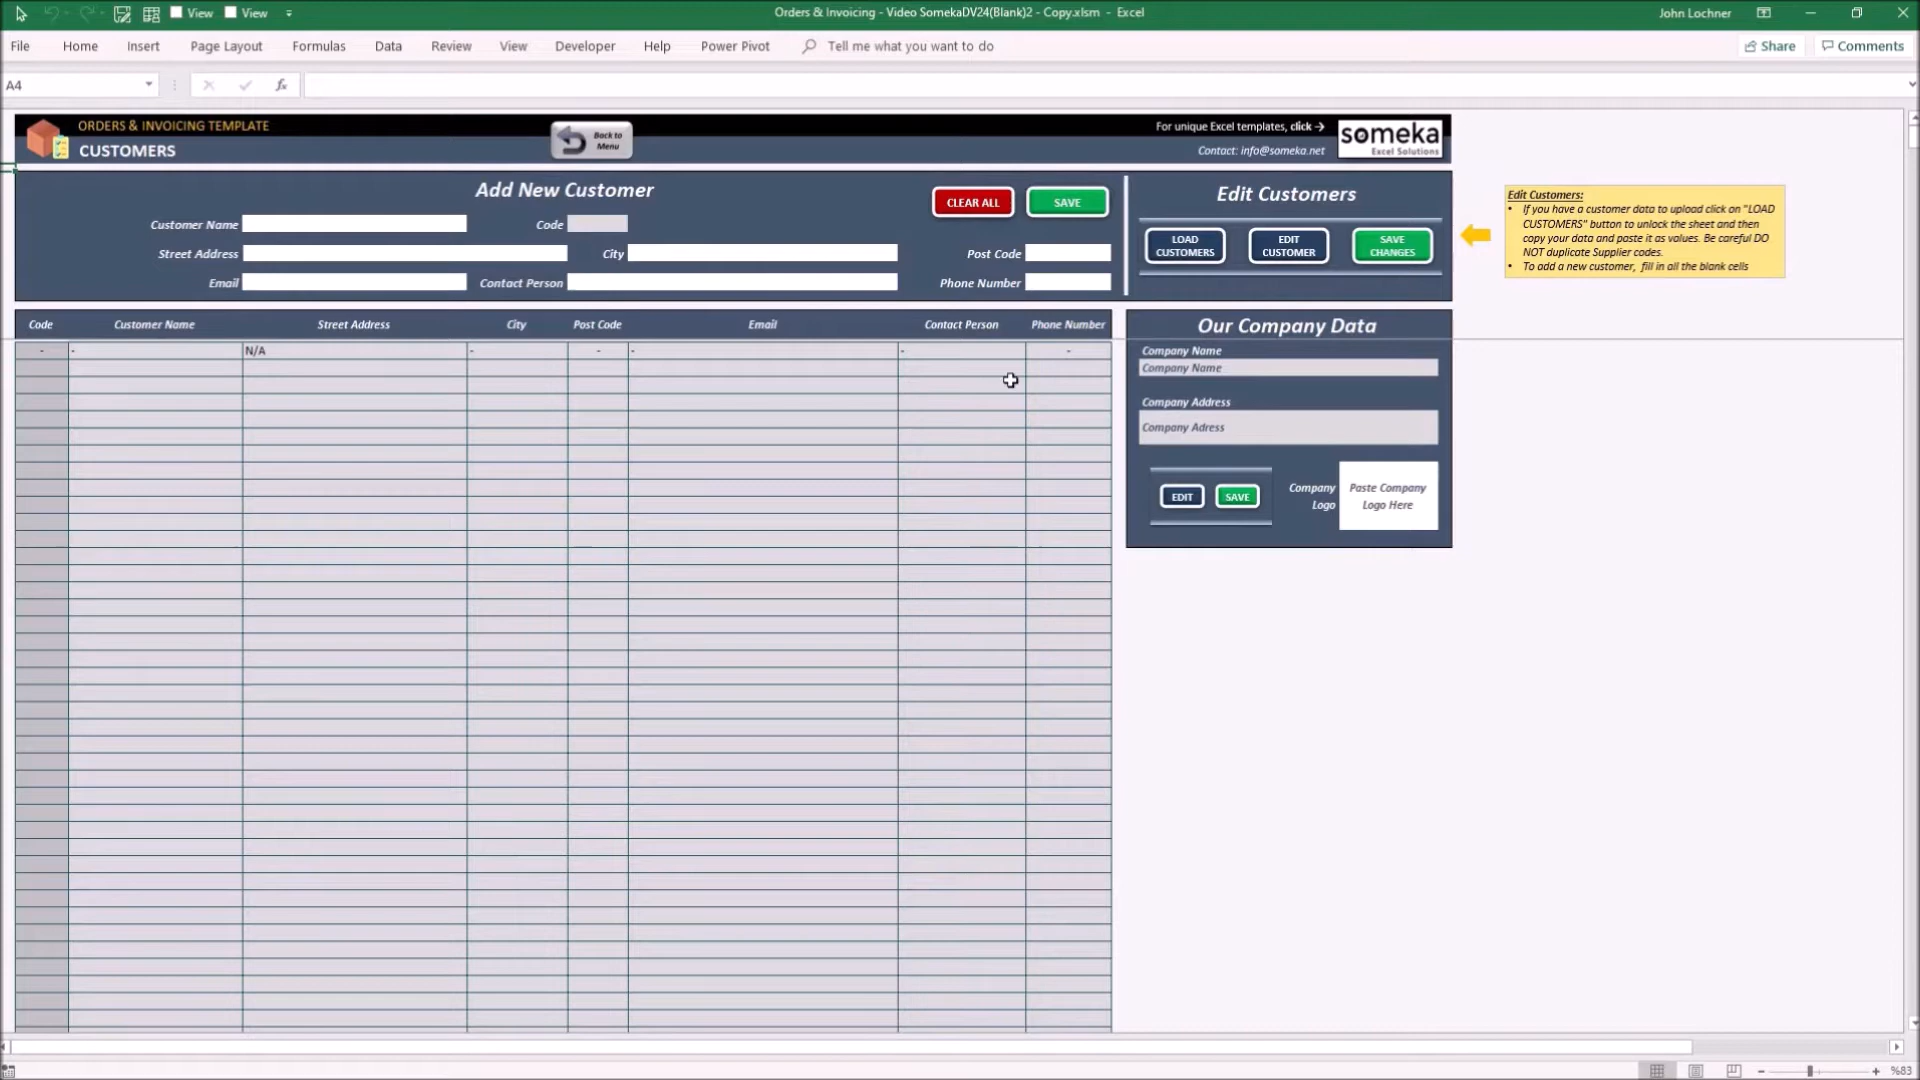 View View Orders & Invoicing - Video SomekaDV24(Blank)2 - Copy.xlsm - Excel John Lochner
File Home Insert Page Layout Formulas Data Review View Developer Help Power Pivot Tell me what you want to do Share Comments
A4 fx
ORDERS & INVOICING TEMPLATE
CUSTOMERS
Back to
Menu
For unique Excel templates, click →
Contact: info@someka.net
someka
Excel Solutions
Add New Customer
CLEAR ALL SAVE
Customer Name Code
Street Address City Post Code
Email Contact Person Phone Number
Edit Customers
LOAD
CUSTOMERS
EDIT
CUSTOMER
SAVE
CHANGES
Edit Customers:
• If you have a customer data to upload click on "LOAD
CUSTOMERS" button to unlock the sheet and then
copy your data and paste it as values. Be careful DO
NOT duplicate Supplier codes.
• To add a new customer, fill in all the blank cells
Code Customer Name Street Address City Post Code Email Contact Person Phone Number
- - N/A - - - - -
Our Company Data
Company Name
Company Name
Company Address
Company Adress
EDIT SAVE
Company
Logo
Paste Company
Logo Here
%83